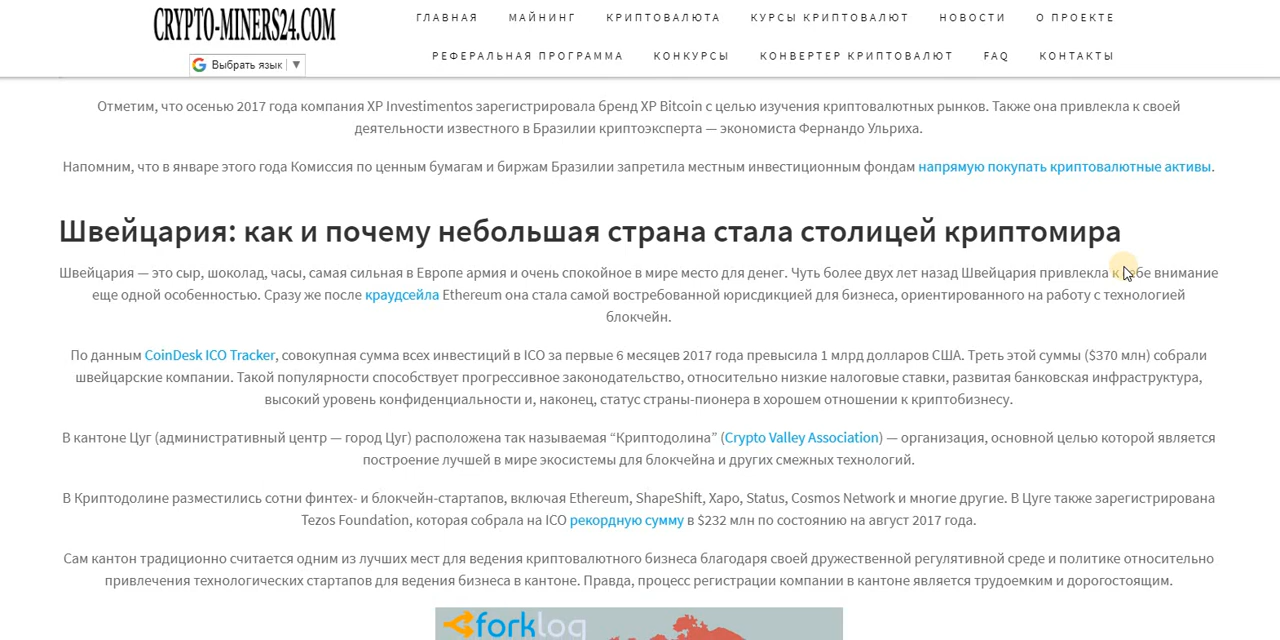 CRYPTO-MINERS24.COM
ГЛАВНАЯ МАЙНИНГ КРИПТОВАЛЮТА КУРСЫ КРИПТОВАЛЮТ НОВОСТИ О ПРОЕКТЕ
РЕФЕРАЛЬНАЯ ПРОГРАММА КОНКУРСЫ КОНВЕРТЕР КРИПТОВАЛЮТ FAQ КОНТАКТЫ
Выбрать язык ▼
Отметим, что осенью 2017 года компания XP Investimentos зарегистрировала бренд XP Bitcoin с целью изучения криптовалютных рынков. Также она привлекла к своей
деятельности известного в Бразилии криптоэксперта — экономиста Фернандо Ульриха.
Напомним, что в январе этого года Комиссия по ценным бумагам и биржам Бразилии запретила местным инвестиционным фондам напрямую покупать криптовалютные активы.
Швейцария: как и почему небольшая страна стала столицей криптомира
Швейцария — это сыр, шоколад, часы, самая сильная в Европе армия и очень спокойное в мире место для денег. Чуть более двух лет назад Швейцария привлекла к себе внимание
еще одной особенностью. Сразу же после краудсейла Ethereum она стала самой востребованной юрисдикцией для бизнеса, ориентированного на работу с технологией
блокчейн.
По данным CoinDesk ICO Tracker, совокупная сумма всех инвестиций в ICO за первые 6 месяцев 2017 года превысила 1 млрд долларов США. Треть этой суммы ($370 млн) собрали
швейцарские компании. Такой популярности способствует прогрессивное законодательство, относительно низкие налоговые ставки, развитая банковская инфраструктура,
высокий уровень конфиденциальности и, наконец, статус страны-пионера в хорошем отношении к криптобизнесу.
В кантоне Цуг (административный центр — город Цуг) расположена так называемая “Криптодолина” (Crypto Valley Association) — организация, основной целью которой является
построение лучшей в мире экосистемы для блокчейна и других смежных технологий.
В Криптодолине разместились сотни финтех- и блокчейн-стартапов, включая Ethereum, ShapeShift, Xapo, Status, Cosmos Network и многие другие. В Цуге также зарегистрирована
Tezos Foundation, которая собрала на ICO рекордную сумму в $232 млн по состоянию на август 2017 года.
Сам кантон традиционно считается одним из лучших мест для ведения криптовалютного бизнеса благодаря своей дружественной регулятивной среде и политике относительно
привлечения технологических стартапов для ведения бизнеса в кантоне. Правда, процесс регистрации компании в кантоне является трудоемким и дорогостоящим.
forklog